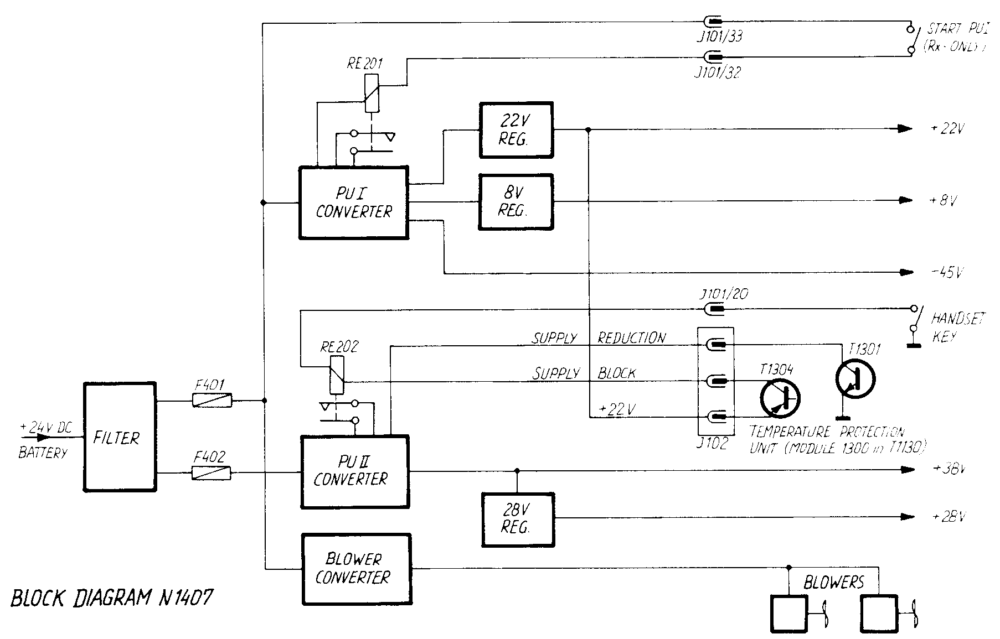 J101/33
START PUI
(Rx-ONLY)
RE201
J101/32
22V
REG.
+22V
PU I
CONVERTER
8V
REG.
+8V
-45V
J101/20
HANDSET
KEY
SUPPLY REDUCTION
RE202
T1301
SUPPLY BLOCK
T1304
F401
+22V
+24V DC
BATTERY
FILTER
TEMPERATURE PROTECTION
UNIT (MODULE 1300 in T1130)
J102
F402
PU II
CONVERTER
+38V
28V
REG.
+28V
BLOWER
CONVERTER
BLOWERS
BLOCK DIAGRAM N1407